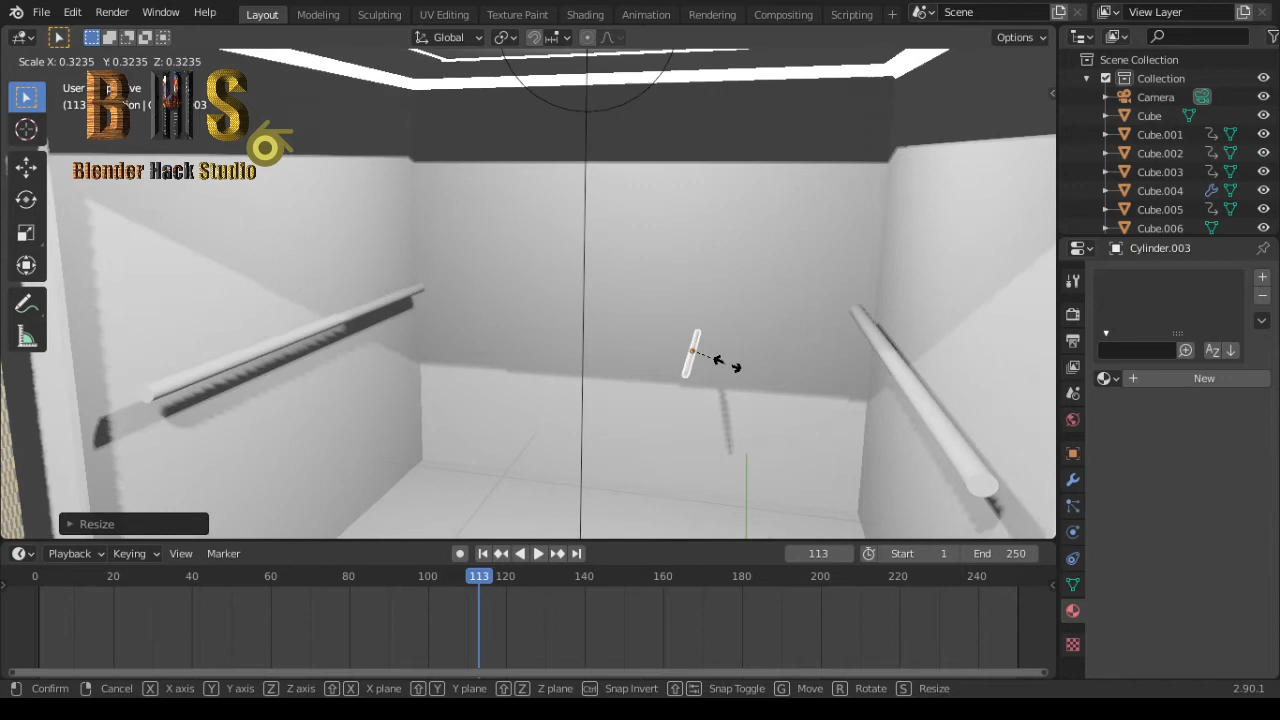 File Edit Render Window Help Layout Modeling Sculpting UV Editing Texture Paint Shading Animation Rendering Compositing Scripting + Scene View Layer
Global Options
Scale X: 0.3235 Y: 0.3235 Z: 0.3235
BHS
Blender Hack Studio
Scene Collection
Collection
Camera
Cube
Cube.001
Cube.002
Cube.003
Cube.004
Cube.005
Cube.006
Cylinder.003
New
Resize
Playback Keying View Marker 113 Start 1 End 250
0 20 40 60 80 100 113 120 140 160 180 200 220 240
Confirm Cancel X X axis Y Y axis Z Z axis X X plane Y Y plane Z Z plane Ctrl Snap Invert Snap Toggle G Move R Rotate S Resize 2.90.1